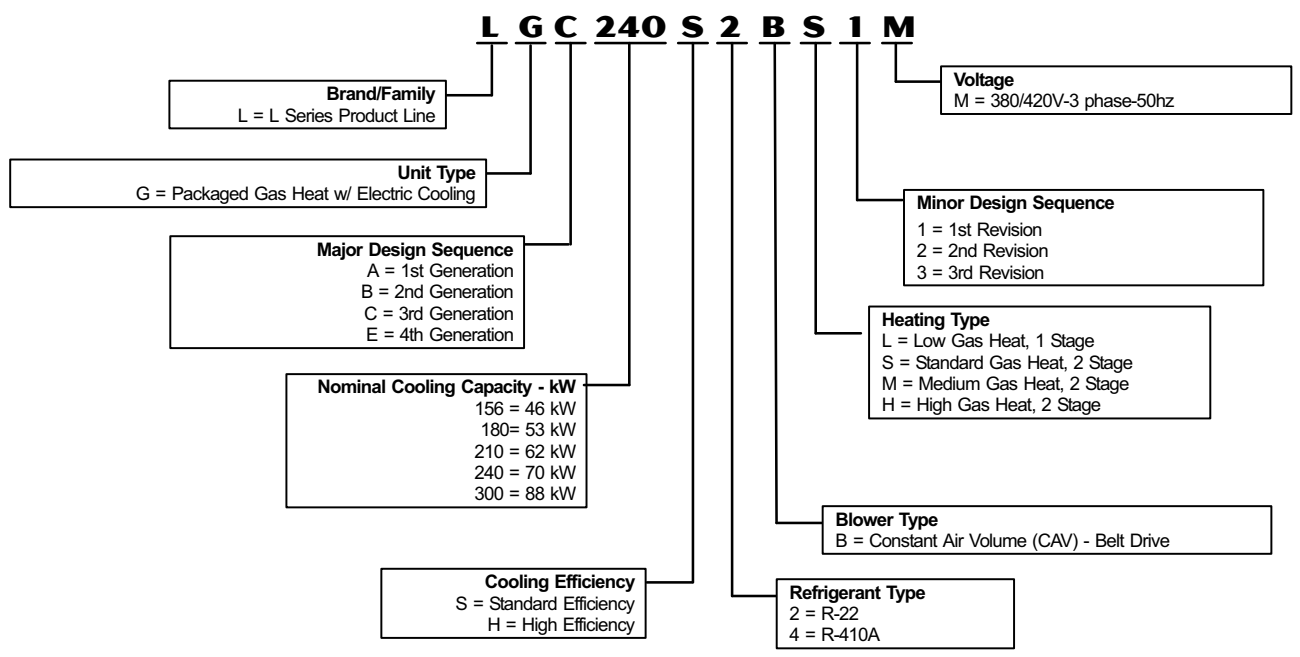 L G C 240 S 2 B S 1 M
Brand/Family
L = L Series Product Line
Unit Type
G = Packaged Gas Heat w/ Electric Cooling
Major Design Sequence
A = 1st Generation
B = 2nd Generation
C = 3rd Generation
E = 4th Generation
Nominal Cooling Capacity - kW
156 = 46 kW
180= 53 kW
210 = 62 kW
240 = 70 kW
300 = 88 kW
Cooling Efficiency
S = Standard Efficiency
H = High Efficiency
Voltage
M = 380/420V-3 phase-50hz
Minor Design Sequence
1 = 1st Revision
2 = 2nd Revision
3 = 3rd Revision
Heating Type
L = Low Gas Heat, 1 Stage
S = Standard Gas Heat, 2 Stage
M = Medium Gas Heat, 2 Stage
H = High Gas Heat, 2 Stage
Blower Type
B = Constant Air Volume (CAV) - Belt Drive
Refrigerant Type
2 = R-22
4 = R-410A